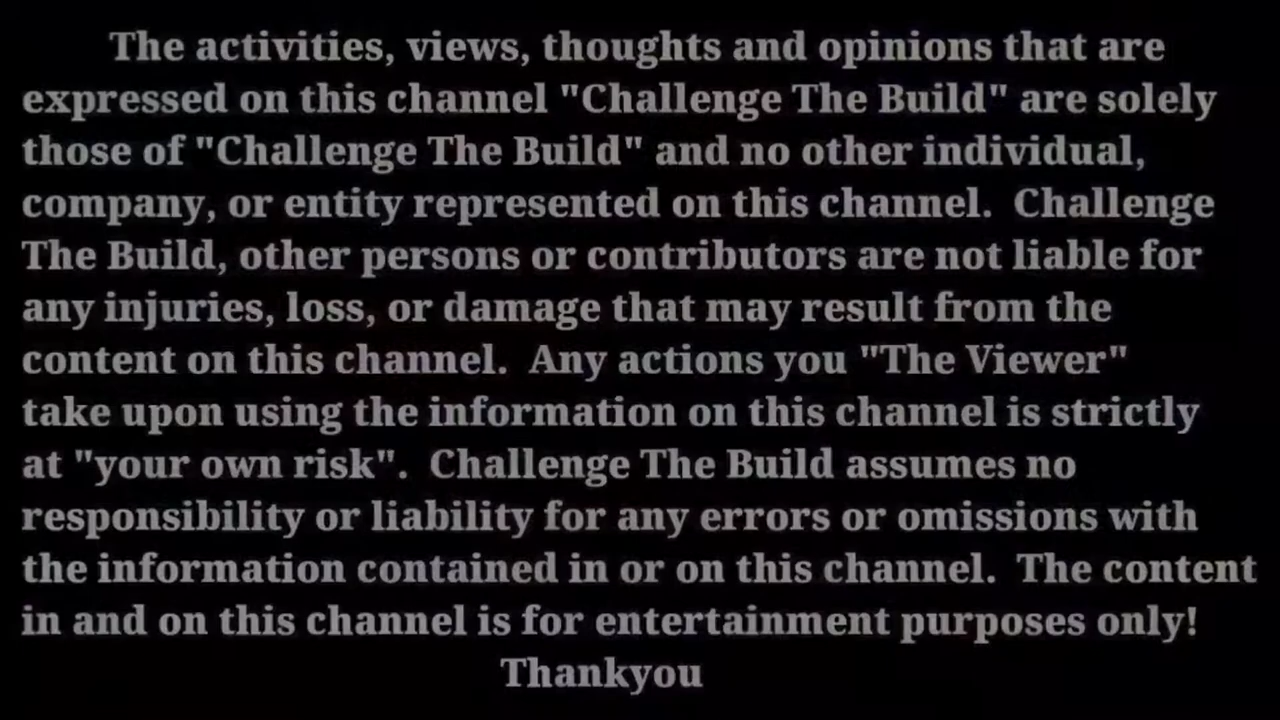 The activities, views, thoughts and opinions that are
expressed on this channel "Challenge The Build" are solely
those of "Challenge The Build" and no other individual,
company, or entity represented on this channel.  Challenge
The Build, other persons or contributors are not liable for
any injuries, loss, or damage that may result from the
content on this channel.  Any actions you "The Viewer"
take upon using the information on this channel is strictly
at "your own risk".  Challenge The Build assumes no
responsibility or liability for any errors or omissions with
the information contained in or on this channel.  The content
in and on this channel is for entertainment purposes only!
Thankyou